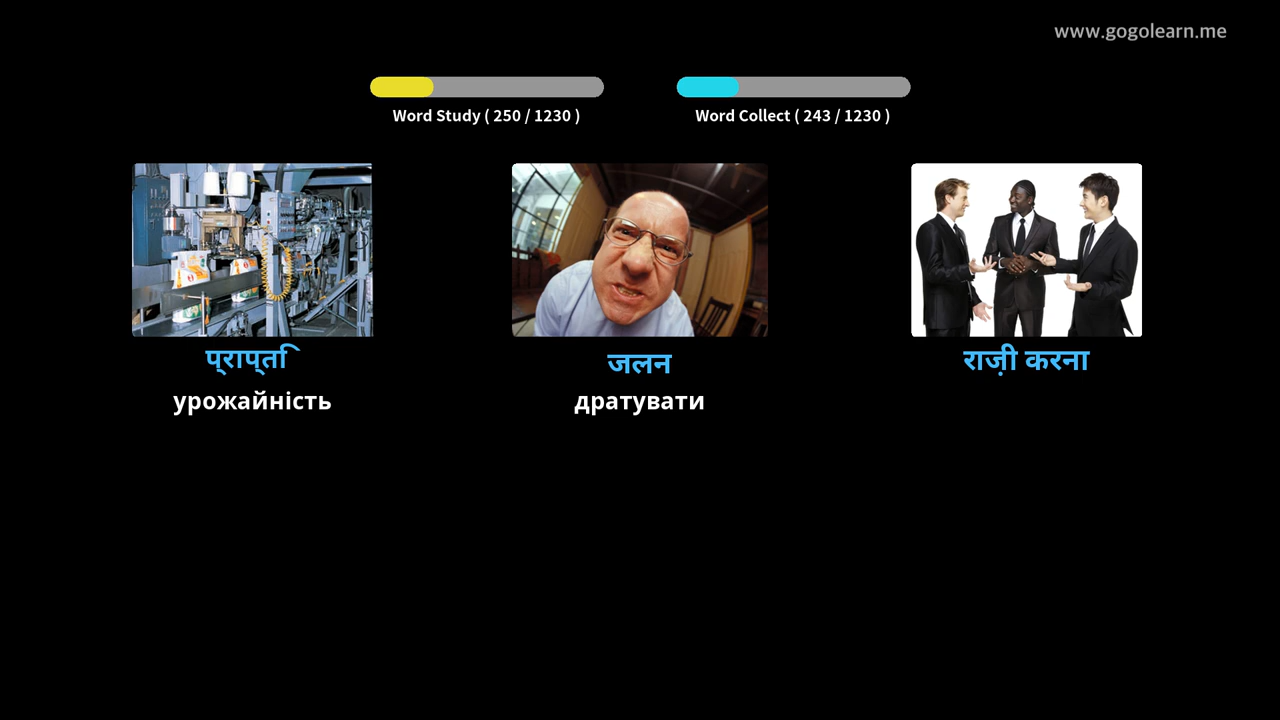 www.gogolearn.me
Word Study ( 250 / 1230 )
Word Collect ( 243 / 1230 )
प्राप्ति
урожайність
जलन
дратувати
राज़ी करना